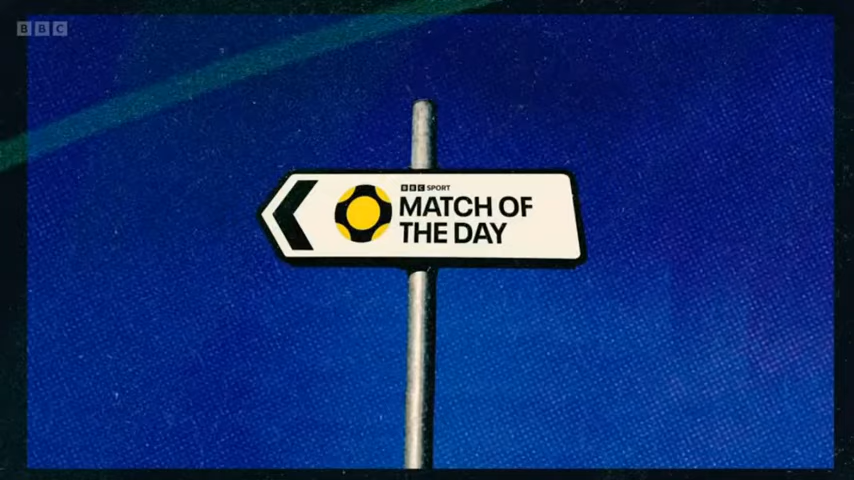 BBC
BBC SPORT
MATCH OF
THE DAY